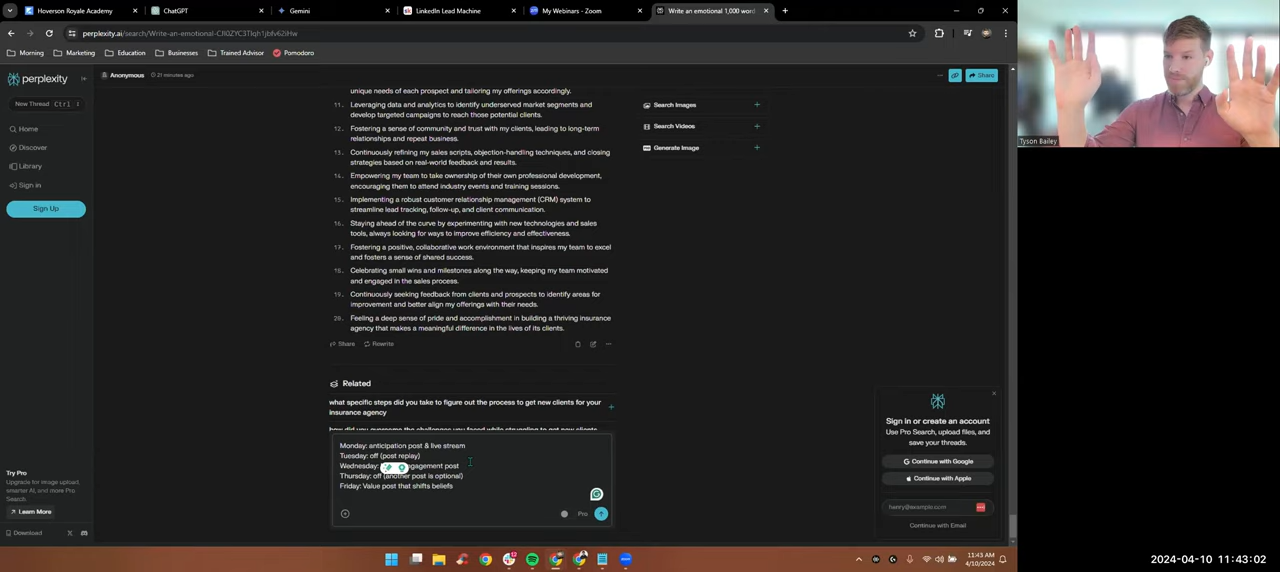 Hoverson Royale Academy
ChatGPT
Gemini
LinkedIn Lead Machine
My Webinars - Zoom
Write an emotional 1,000 word
perplexity.ai/search/Write-an-emotional-
Morning
Marketing
Education
Businesses
Trained Advisor
Pomodoro
perplexity
Anonymous
21 minutes ago
Share
New Thread
Ctrl
I
Home
Discover
Library
Sign in
Sign Up
unique needs of each prospect and tailoring my offerings accordingly.
11. Leveraging data and analytics to identify underserved market segments and
develop targeted campaigns to reach those potential clients.
12. Fostering a sense of community and trust with my clients, leading to long-term
relationships and repeat business.
13. Continuously refining my sales scripts, objection-handling techniques, and closing
strategies based on real-world feedback and results.
14. Empowering my team to take ownership of their own professional development,
encouraging them to attend industry events and training sessions.
15. Implementing a robust customer relationship management (CRM) system to
streamline lead tracking, follow-up, and client communication.
16. Staying ahead of the curve by experimenting with new technologies and sales
tools, always looking for ways to improve efficiency and effectiveness.
17. Fostering a positive, collaborative work environment that inspires my team to excel
and fosters a sense of shared success.
18. Celebrating small wins and milestones along the way, keeping my team motivated
and engaged in the sales process.
19. Continuously seeking feedback from clients and prospects to identify areas for
improvement and better align my offerings with their needs.
20. Feeling a deep sense of pride and accomplishment in building a thriving insurance
agency that makes a meaningful difference in the lives of its clients.
Share
Rewrite
Search Images
Search Videos
Generate Image
Related
what specific steps did you take to figure out the process to get new clients for your
insurance agency
how did you overcome the challenges you faced while struggling to get new clients
Monday: anticipation post & live stream
Tuesday: off (post replay)
Wednesday: engagement post
Thursday: off (another post is optional)
Friday: Value post that shifts beliefs
Pro
Sign in or create an account
Use Pro Search, upload files, and
save your threads.
Continue with Google
Continue with Apple
henry@example.com
Continue with Email
Try Pro
Upgrade for image upload,
smarter AI, and more Pro
Search.
Learn More
Download
Tyson Bailey
11:43 AM
4/10/2024
2024-04-10 11:43:02